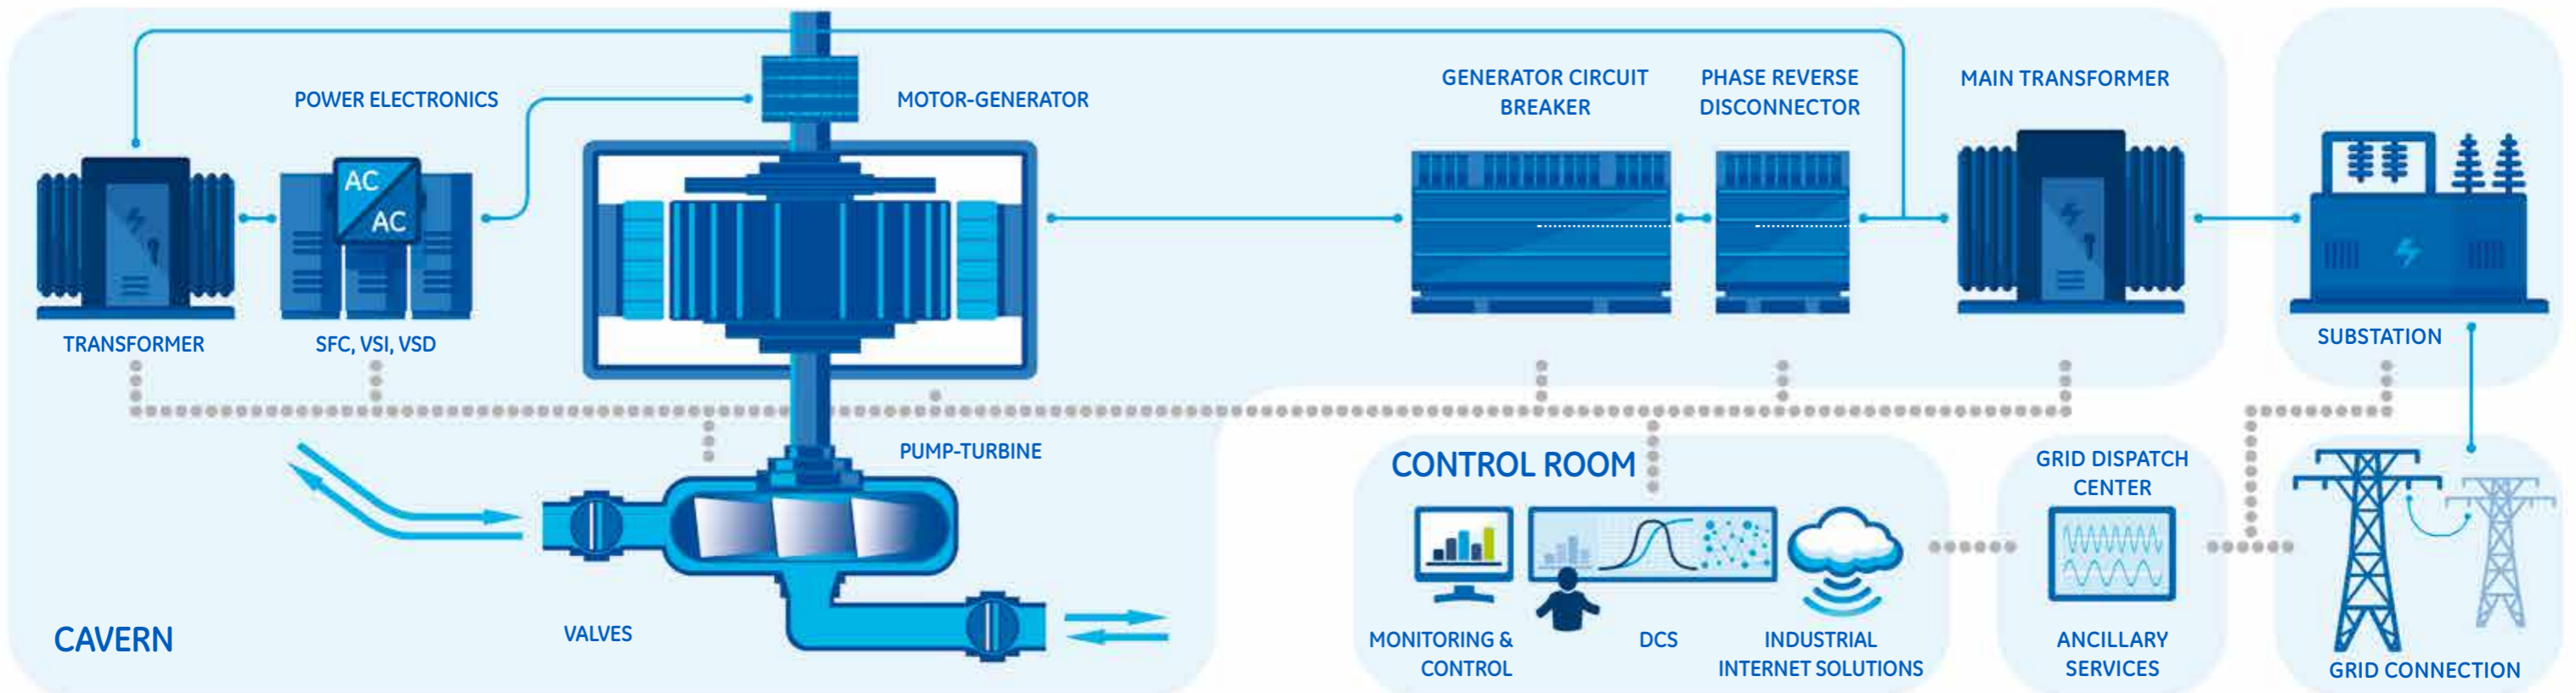 POWER ELECTRONICS
MOTOR-GENERATOR
GENERATOR CIRCUIT
BREAKER
PHASE REVERSE
DISCONNECTOR
MAIN TRANSFORMER
AC
AC
TRANSFORMER
SFC, VSI, VSD
SUBSTATION
PUMP-TURBINE
CONTROL ROOM
GRID DISPATCH
CENTER
CAVERN
VALVES
MONITORING &
CONTROL
DCS
INDUSTRIAL
INTERNET SOLUTIONS
ANCILLARY
SERVICES
GRID CONNECTION